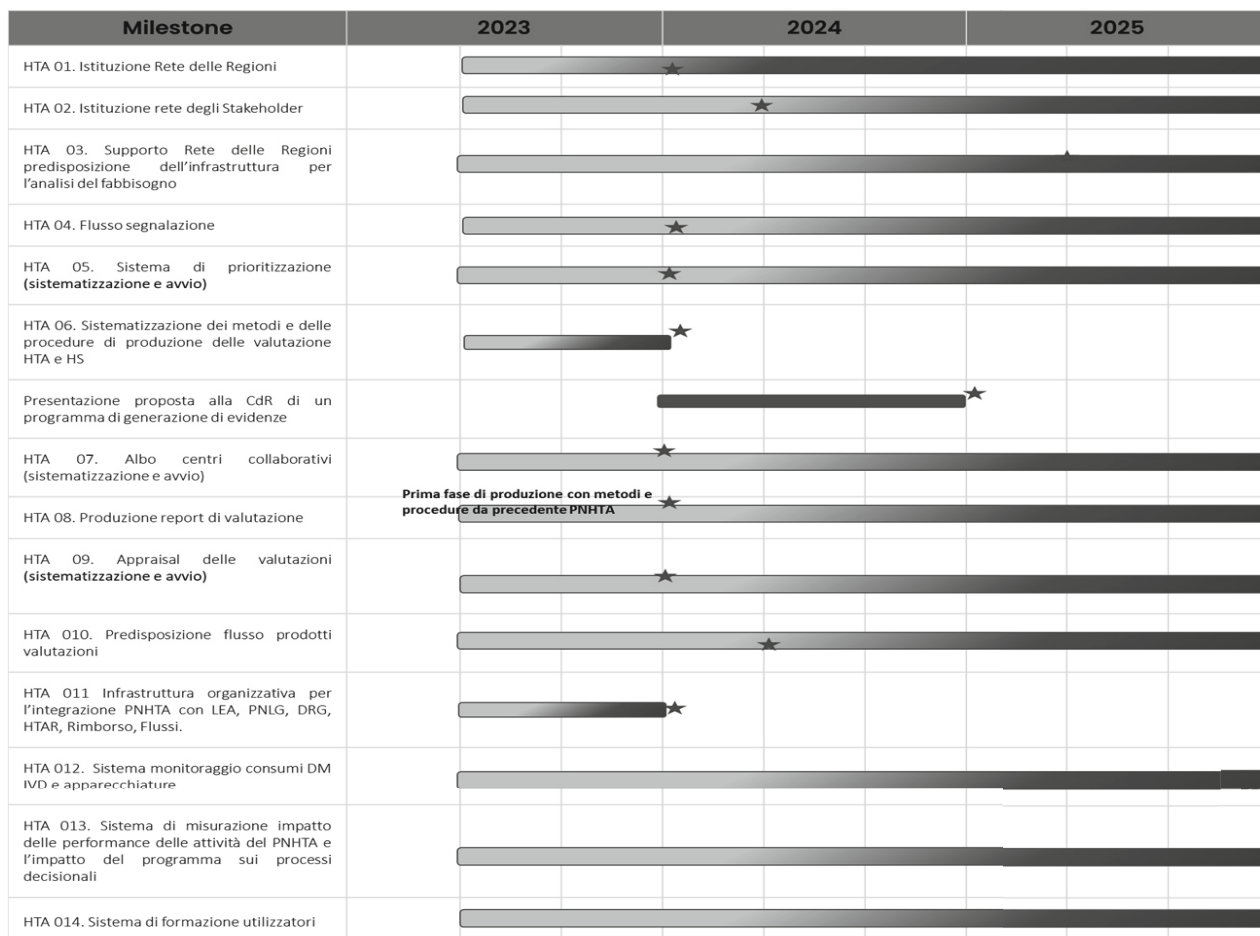 Milestone 2023 2024 2025
HTA 01. Istituzione Rete delle Regioni
HTA 02. Istituzione rete degli Stakeholder
HTA 03. Supporto Rete delle Regioni
predisposizione dell'infrastruttura per
l'analisi del fabbisogno
HTA 04. Flusso segnalazione
HTA 05. Sistema di prioritizzazione
(sistematizzazione e avvio)
HTA 06. Sistematizzazione dei metodi e delle
procedure di produzione delle valutazione
HTA e HS
Presentazione proposta alla CdR di un
programma di generazione di evidenze
HTA 07. Albo centri collaborativi
(sistematizzazione e avvio)
Prima fase di produzione con metodi e
procedure da precedente PNHTA
HTA 08. Produzione report di valutazione
HTA 09. Appraisal delle valutazioni
(sistematizzazione e avvio)
HTA 010. Predisposizione flusso prodotti
valutazioni
HTA 011 Infrastruttura organizzativa per
l'integrazione PNHTA con LEA, PNLG, DRG,
HTAR, Rimborso, Flussi.
HTA 012. Sistema monitoraggio consumi DM
IVD e apparecchiature
HTA 013. Sistema di misurazione impatto
delle performance delle attività del PNHTA e
l'impatto del programma sui processi
decisionali
HTA 014. Sistema di formazione utilizzatori